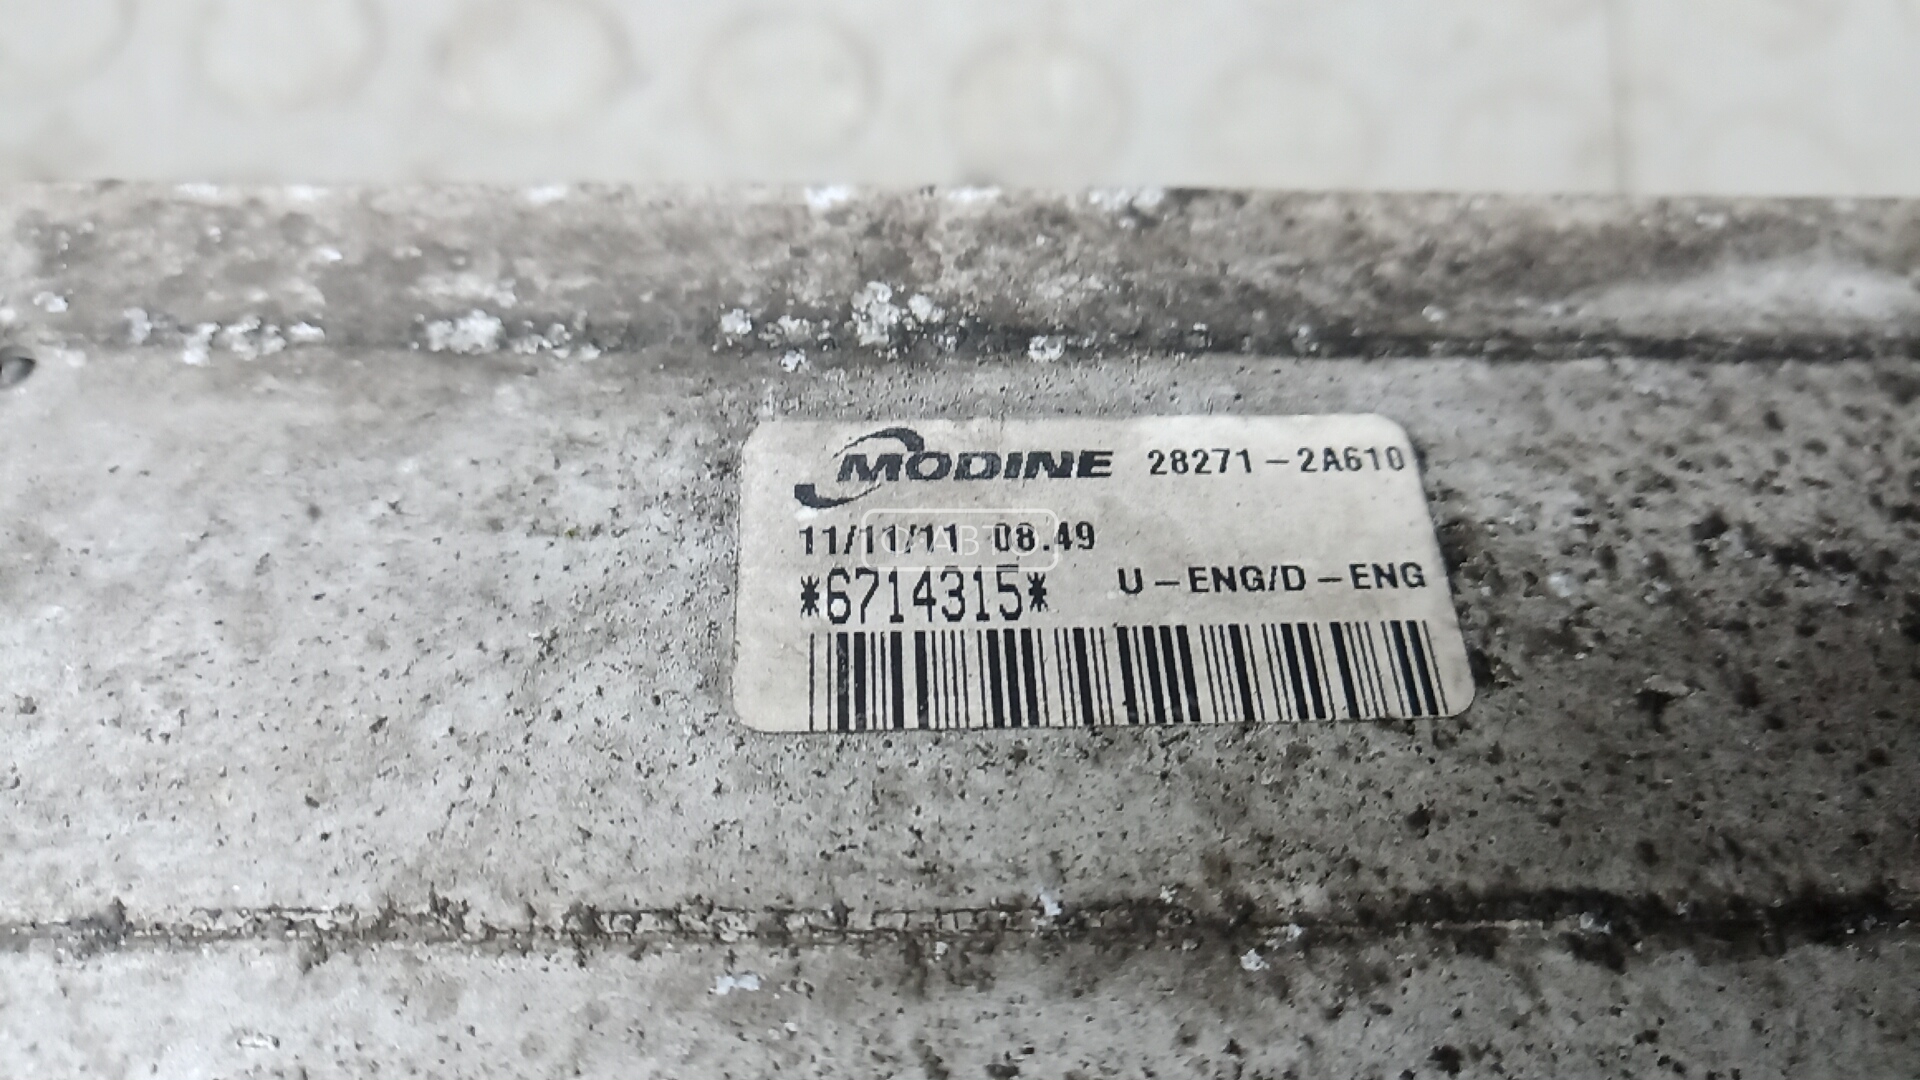 MODINE 28271-2A610
11/11/11 08.49
*6714315* U-ENG/D-ENG